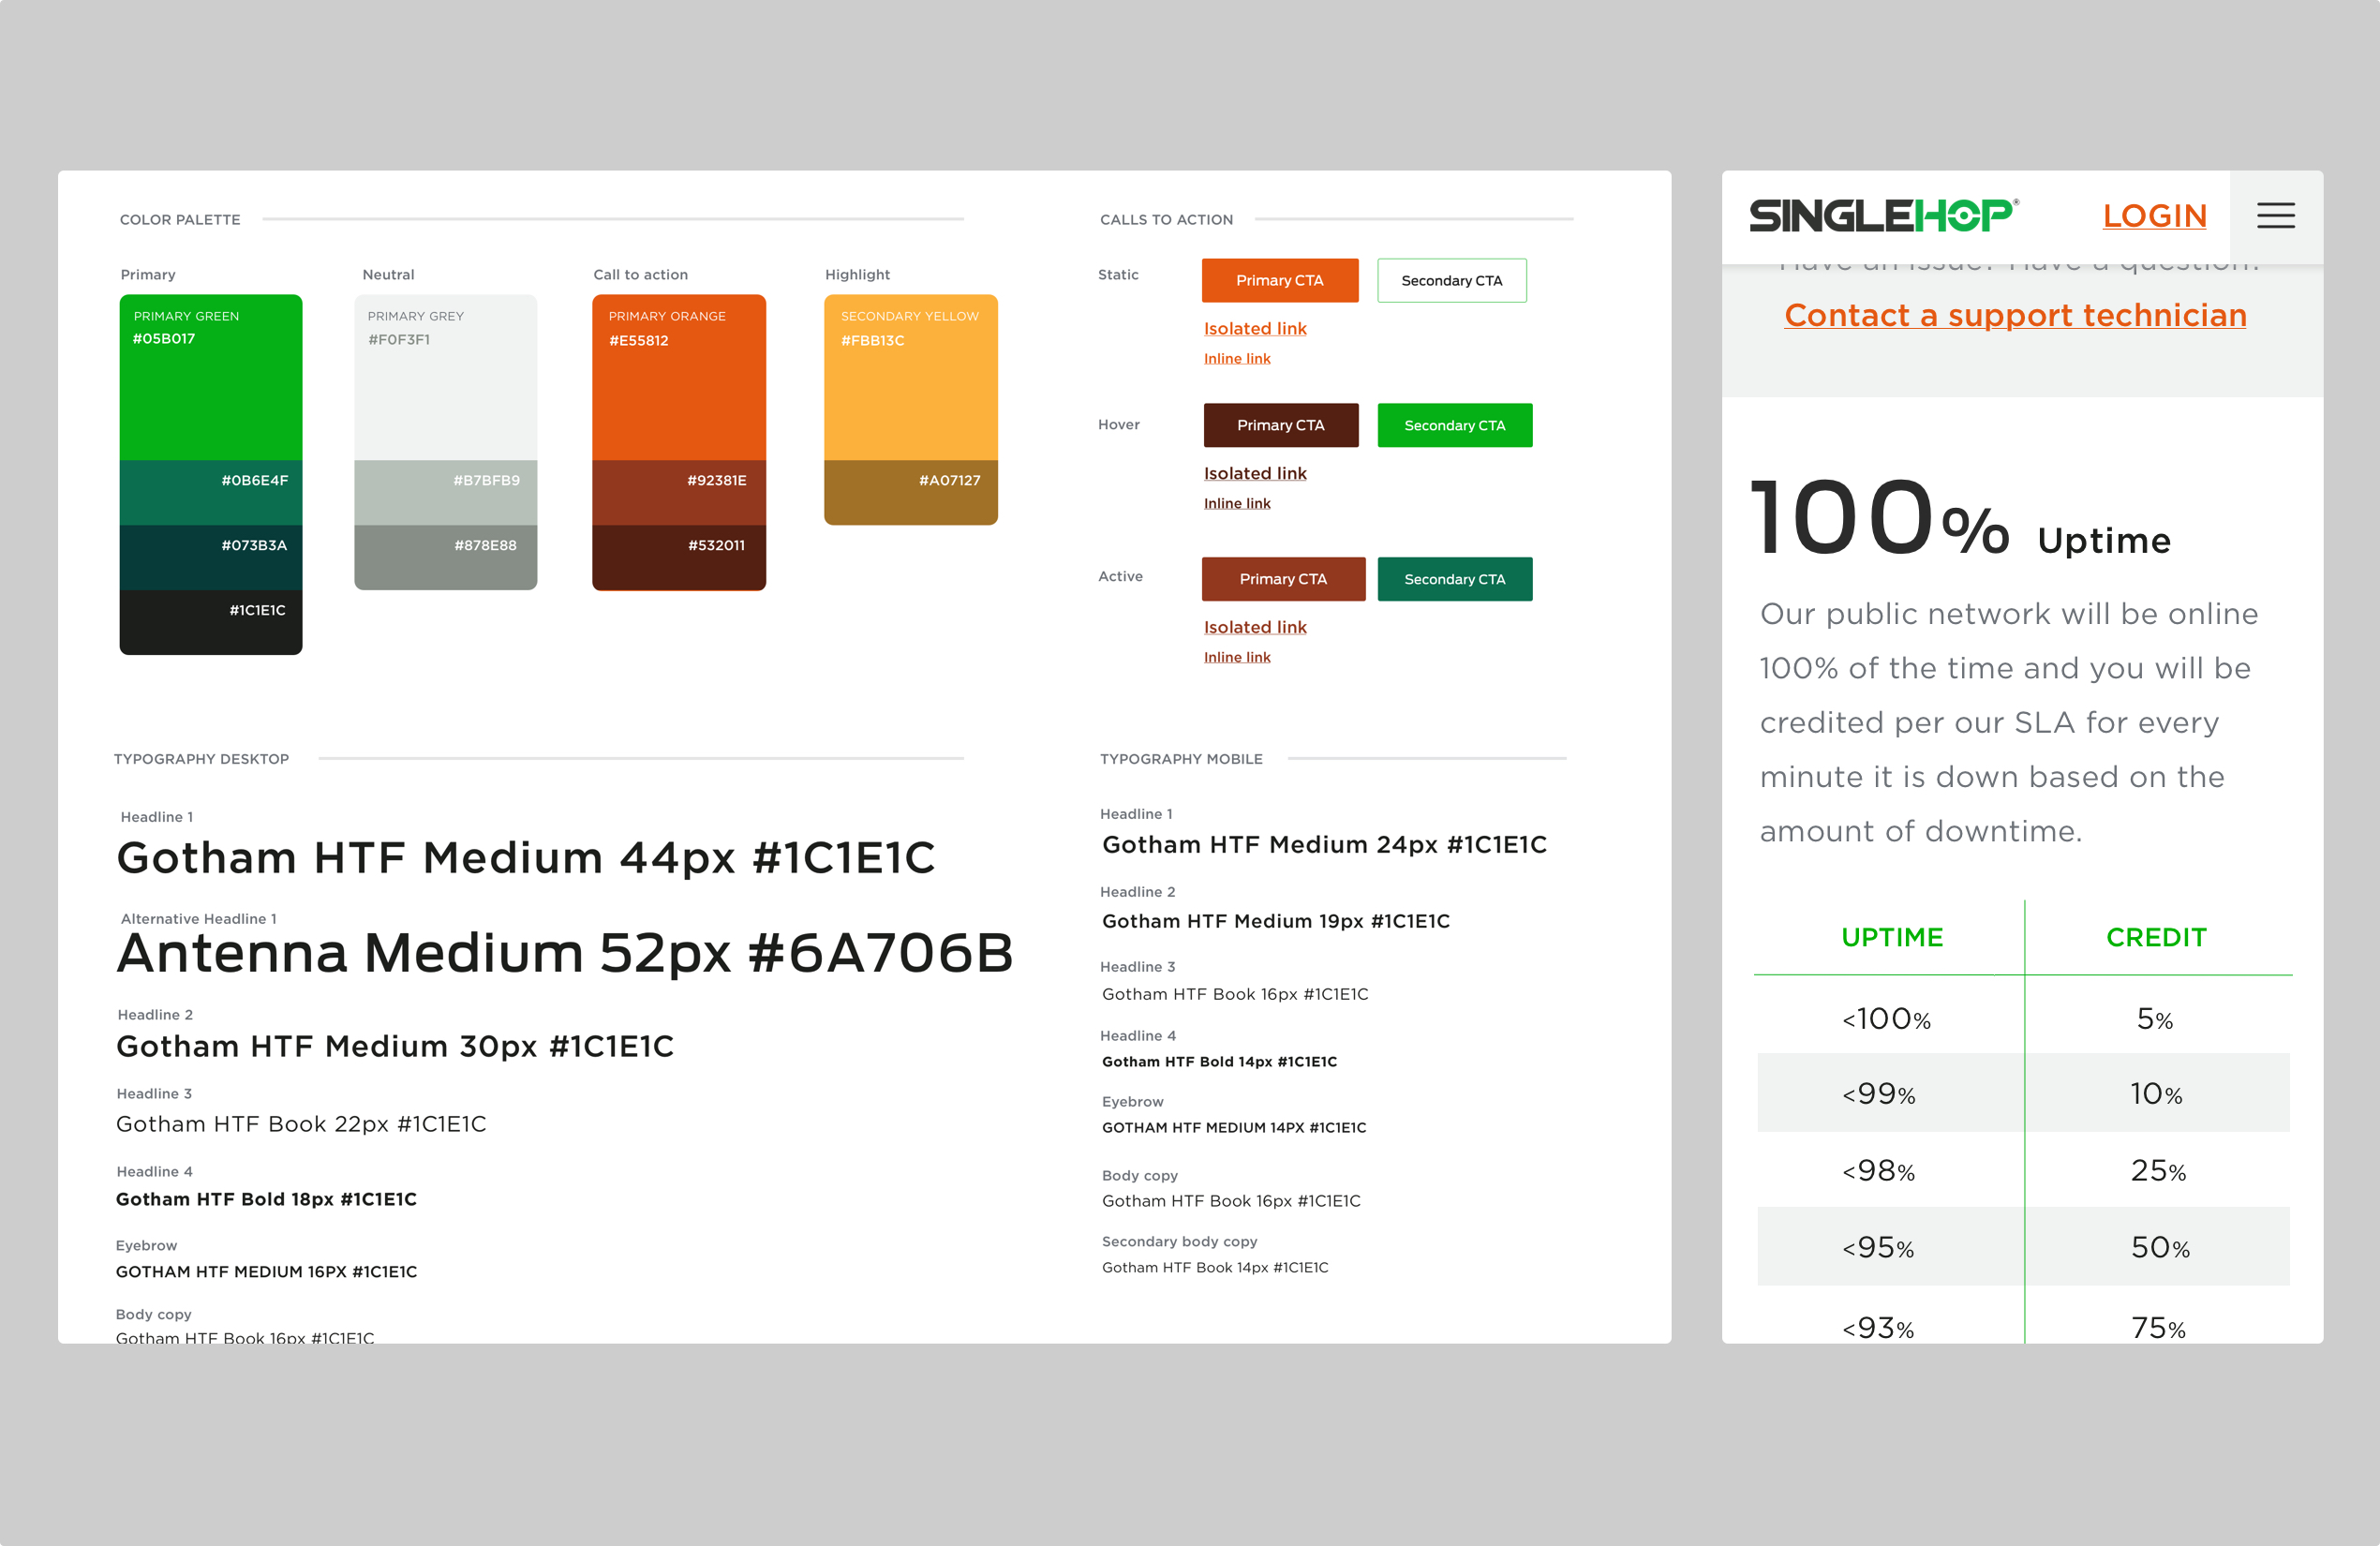 COLOR PALETTE
Primary
Neutral
Call to action
Highlight
PRIMARY GREEN
#05B017
#0B6E4F
#073B3A
#1C1E1C
PRIMARY GREY
#F0F3F1
#B7BFB9
#878E88
PRIMARY ORANGE
#E55812
#92381E
#532011
SECONDARY YELLOW
#FBB13C
#A07127
CALLS TO ACTION
Static
Primary CTA
Secondary CTA
Isolated link
Inline link
Hover
Primary CTA
Secondary CTA
Isolated link
Inline link
Active
Primary CTA
Secondary CTA
Isolated link
Inline link
TYPOGRAPHY DESKTOP
Headline 1
Gotham HTF Medium 44px #1C1E1C
Alternative Headline 1
Antenna Medium 52px #6A706B
Headline 2
Gotham HTF Medium 30px #1C1E1C
Headline 3
Gotham HTF Book 22px #1C1E1C
Headline 4
Gotham HTF Bold 18px #1C1E1C
Eyebrow
GOTHAM HTF MEDIUM 16PX #1C1E1C
Body copy
Gotham HTF Book 16px #1C1E1C
TYPOGRAPHY MOBILE
Headline 1
Gotham HTF Medium 24px #1C1E1C
Headline 2
Gotham HTF Medium 19px #1C1E1C
Headline 3
Gotham HTF Book 16px #1C1E1C
Headline 4
Gotham HTF Bold 14px #1C1E1C
Eyebrow
GOTHAM HTF MEDIUM 14PX #1C1E1C
Body copy
Gotham HTF Book 16px #1C1E1C
Secondary body copy
Gotham HTF Book 14px #1C1E1C
SINGLEHOP®
LOGIN
Have an issue? Have a question?
Contact a support technician
100% Uptime
Our public network will be online
100% of the time and you will be
credited per our SLA for every
minute it is down based on the
amount of downtime.
UPTIME CREDIT
<100% 5%
<99% 10%
<98% 25%
<95% 50%
<93% 75%